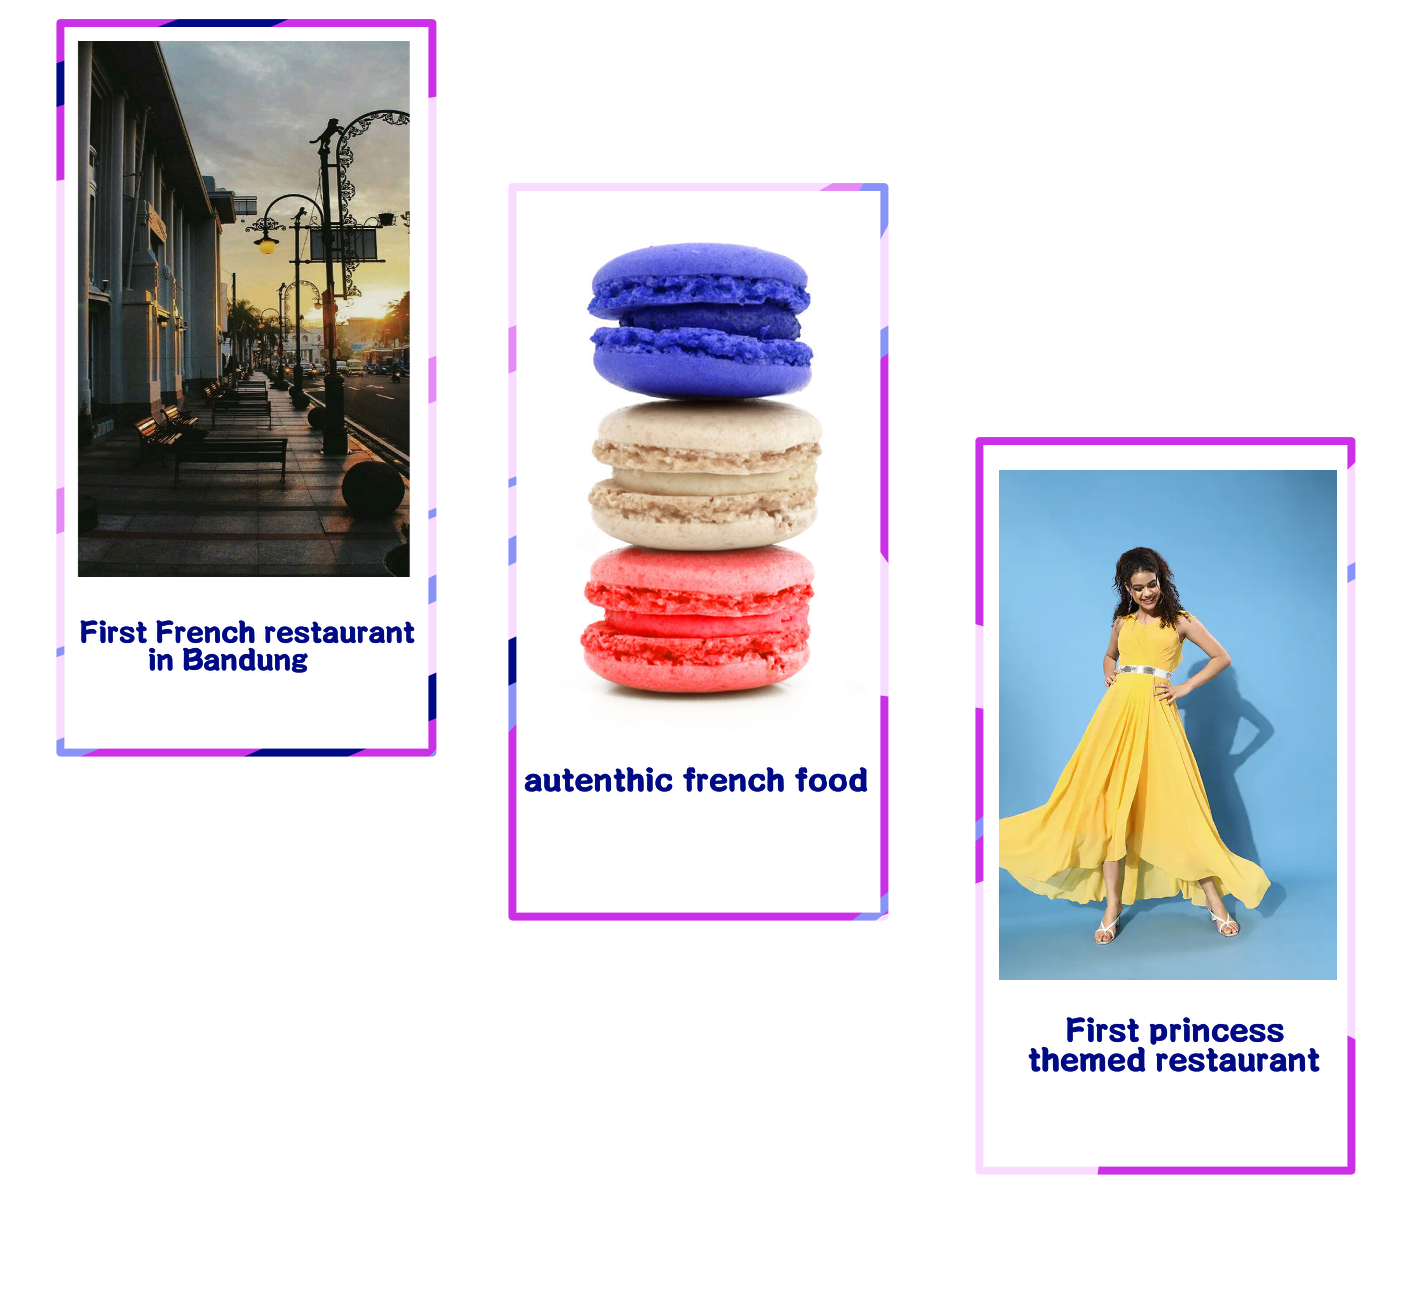 First French restaurant
in Bandung
autenthic french food
First princess
themed restaurant